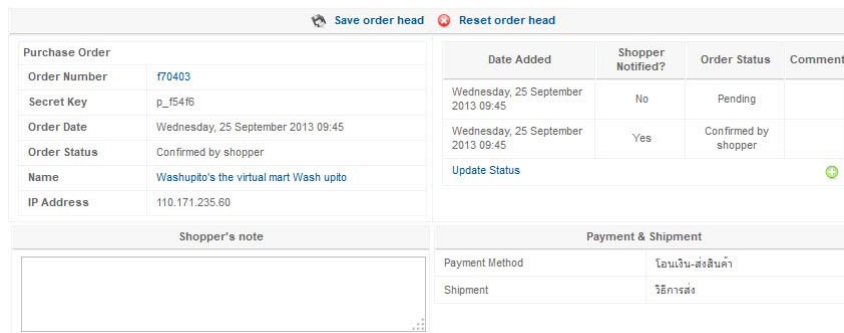 Save order head Reset order head
Purchase Order
Order Number f70403
Secret Key p_f54f6
Order Date Wednesday, 25 September 2013 09:45
Order Status Confirmed by shopper
Name Washupito's the virtual mart Wash upito
IP Address 110.171.235.60
Date Added Shopper Notified? Order Status Comment
Wednesday, 25 September
2013 09:45 No Pending
Wednesday, 25 September
2013 09:45 Yes Confirmed by
shopper
Update Status
Shopper's note
Payment & Shipment
Payment Method โอนเงิน-ส่งสินค้า
Shipment วิธีการส่ง